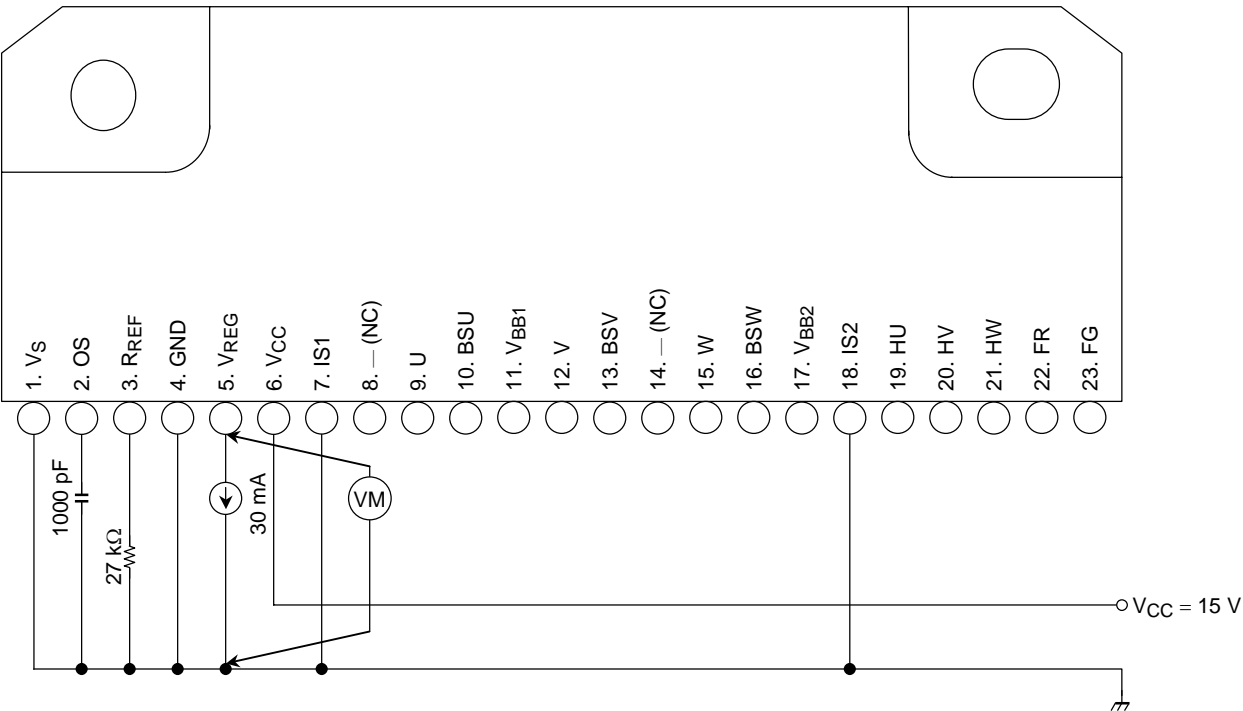 1. VS
2. OS
3. RREF
4. GND
5. VREG
6. VCC
7. IS1
8. — (NC)
9. U
10. BSU
11. VBB1
12. V
13. BSV
14. — (NC)
15. W
16. BSW
17. VBB2
18. IS2
19. HU
20. HV
21. HW
22. FR
23. FG
1000 pF
27 kΩ
30 mA
VM
VCC = 15 V